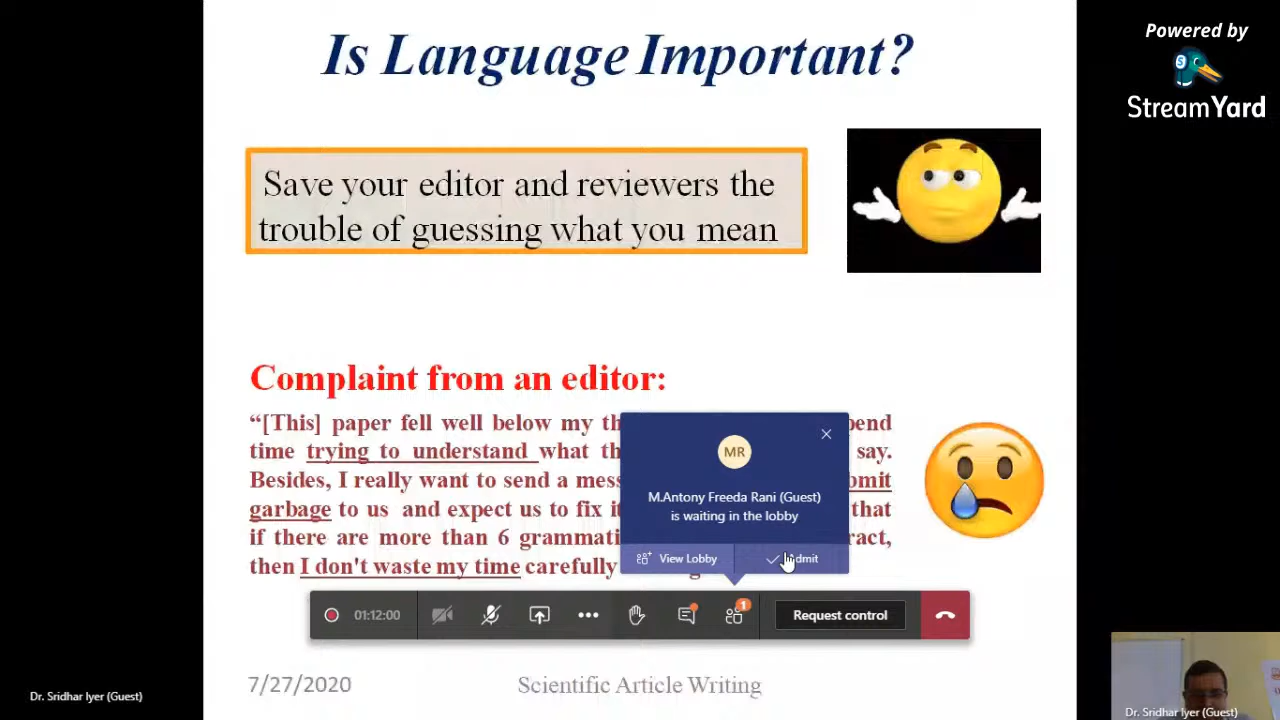 Is Language Important?
Powered by
StreamYard
Save your editor and reviewers the
trouble of guessing what you mean
Complaint from an editor:
“[This] paper fell well below my th
time trying to understand what th say.
Besides, I really want to send a mess
garbage to us and expect us to fix i that
if there are more than 6 grammati
then I don't waste my time carefully
MR
M.Antony Freeda Rani (Guest)
is waiting in the lobby
View Lobby
01:12:00
1
Request control
7/27/2020
Scientific Article Writing
Dr. Sridhar Iyer (Guest)
Dr. Sridhar Iyer (Guest)